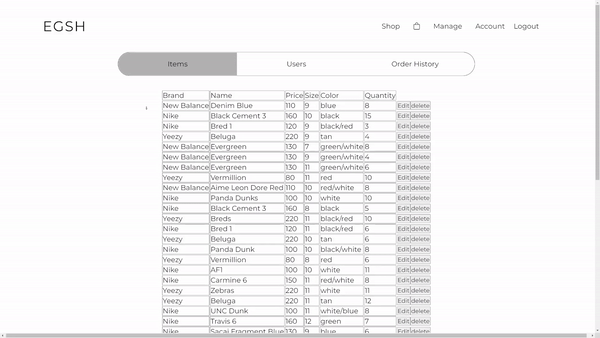 EGSH
Shop Manage Account Logout
Items Users Order History
Brand Name Price Size Color Quantity
New Balance Denim Blue 110 9 blue 8 Edit delete
Nike Black Cement 3 160 10 black 15 Edit delete
Nike Bred 1 120 9 black/red 3 Edit delete
Yeezy Beluga 220 9 tan 4 Edit delete
New Balance Evergreen 130 7 green/white 8 Edit delete
New Balance Evergreen 130 9 green/white 4 Edit delete
New Balance Evergreen 130 11 green/white 6 Edit delete
Yeezy Vermillion 80 11 red 10 Edit delete
New Balance Aime Leon Dore Red 110 10 red/white 8 Edit delete
Nike Panda Dunks 100 10 white 10 Edit delete
Nike Black Cement 3 160 8 black 5 Edit delete
Yeezy Breds 220 11 black/red 10 Edit delete
Nike Bred 1 120 11 black/red 6 Edit delete
Yeezy Beluga 220 10 tan 6 Edit delete
Nike Panda Dunk 100 10 black/white 8 Edit delete
Yeezy Vermillion 80 8 red 6 Edit delete
Nike AF1 100 10 white 11 Edit delete
Nike Carmine 6 150 11 red/white 8 Edit delete
Yeezy Zebras 220 11 white 11 Edit delete
Yeezy Beluga 220 11 tan 12 Edit delete
Nike UNC Dunk 100 11 white/blue 8 Edit delete
Nike Travis 6 160 12 green 7 Edit delete
Nike Sacai Fragment Blue 130 9 blue 6 Edit delete